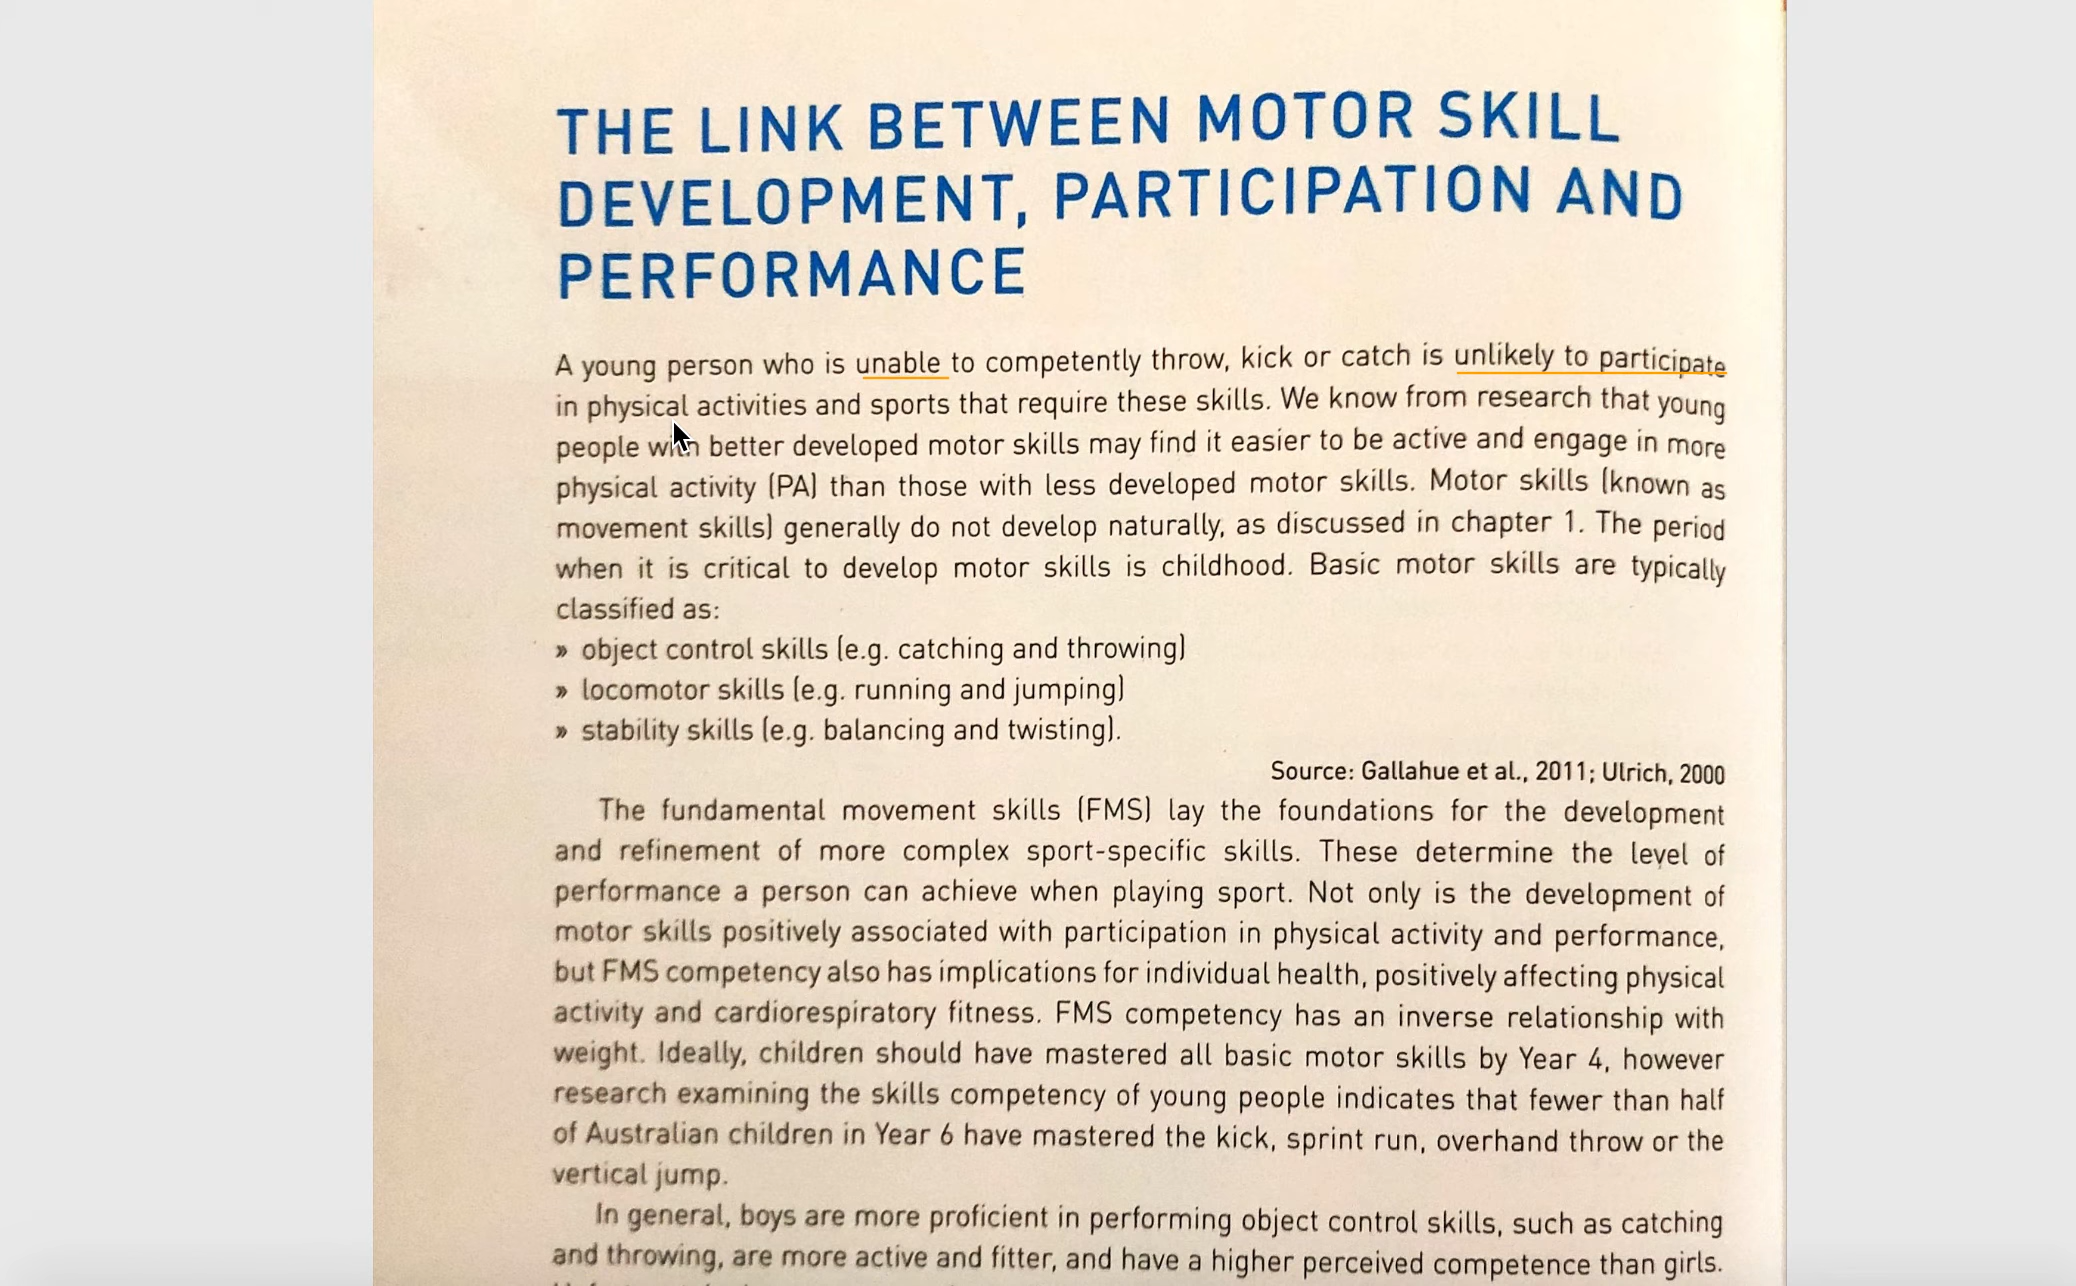 THE LINK BETWEEN MOTOR SKILL
DEVELOPMENT, PARTICIPATION AND
PERFORMANCE
A young person who is unable to competently throw, kick or catch is unlikely to participate
in physical activities and sports that require these skills. We know from research that young
people with better developed motor skills may find it easier to be active and engage in more
physical activity (PA) than those with less developed motor skills. Motor skills (known as
movement skills) generally do not develop naturally, as discussed in chapter 1. The period
when it is critical to develop motor skills is childhood. Basic motor skills are typically
classified as:
» object control skills (e.g. catching and throwing)
» locomotor skills (e.g. running and jumping)
» stability skills (e.g. balancing and twisting).
Source: Gallahue et al., 2011; Ulrich, 2000
The fundamental movement skills (FMS) lay the foundations for the development
and refinement of more complex sport-specific skills. These determine the level of
performance a person can achieve when playing sport. Not only is the development of
motor skills positively associated with participation in physical activity and performance,
but FMS competency also has implications for individual health, positively affecting physical
activity and cardiorespiratory fitness. FMS competency has an inverse relationship with
weight. Ideally, children should have mastered all basic motor skills by Year 4, however
research examining the skills competency of young people indicates that fewer than half
of Australian children in Year 6 have mastered the kick, sprint run, overhand throw or the
vertical jump.
In general, boys are more proficient in performing object control skills, such as catching
and throwing, are more active and fitter, and have a higher perceived competence than girls.